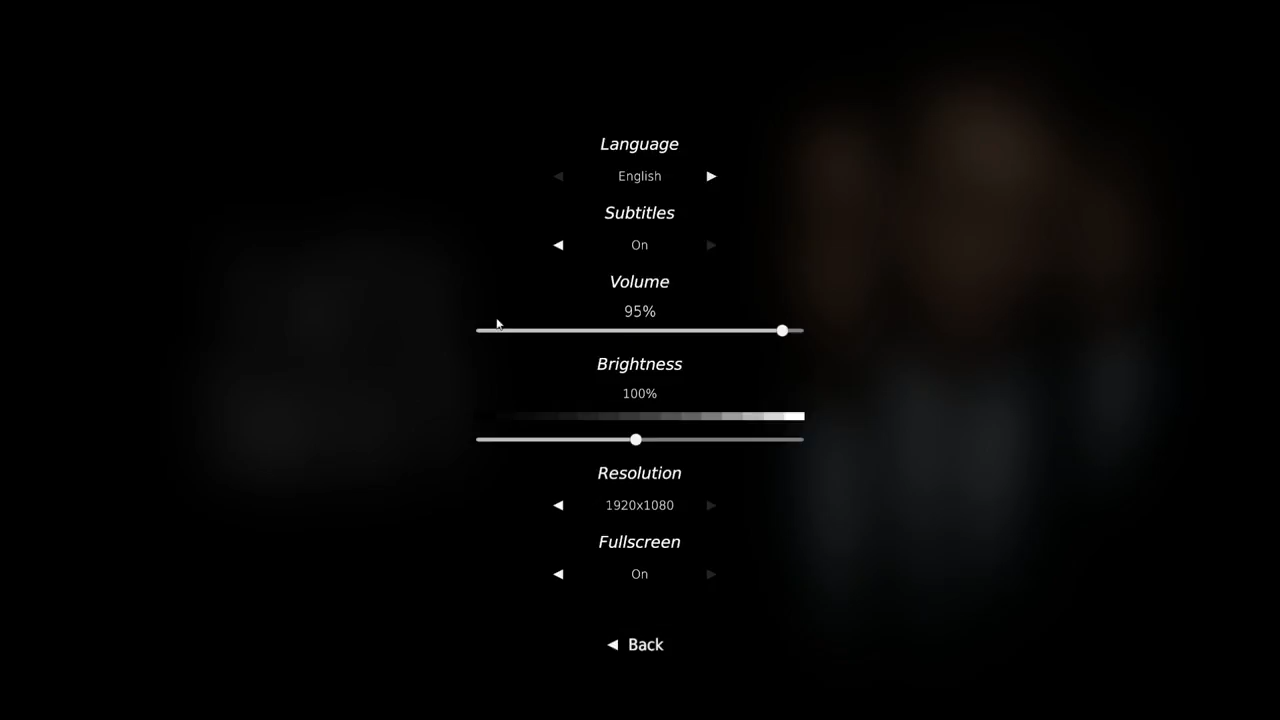 Language
English
Subtitles
On
Volume
95%
Brightness
100%
Resolution
1920x1080
Fullscreen
On
Back